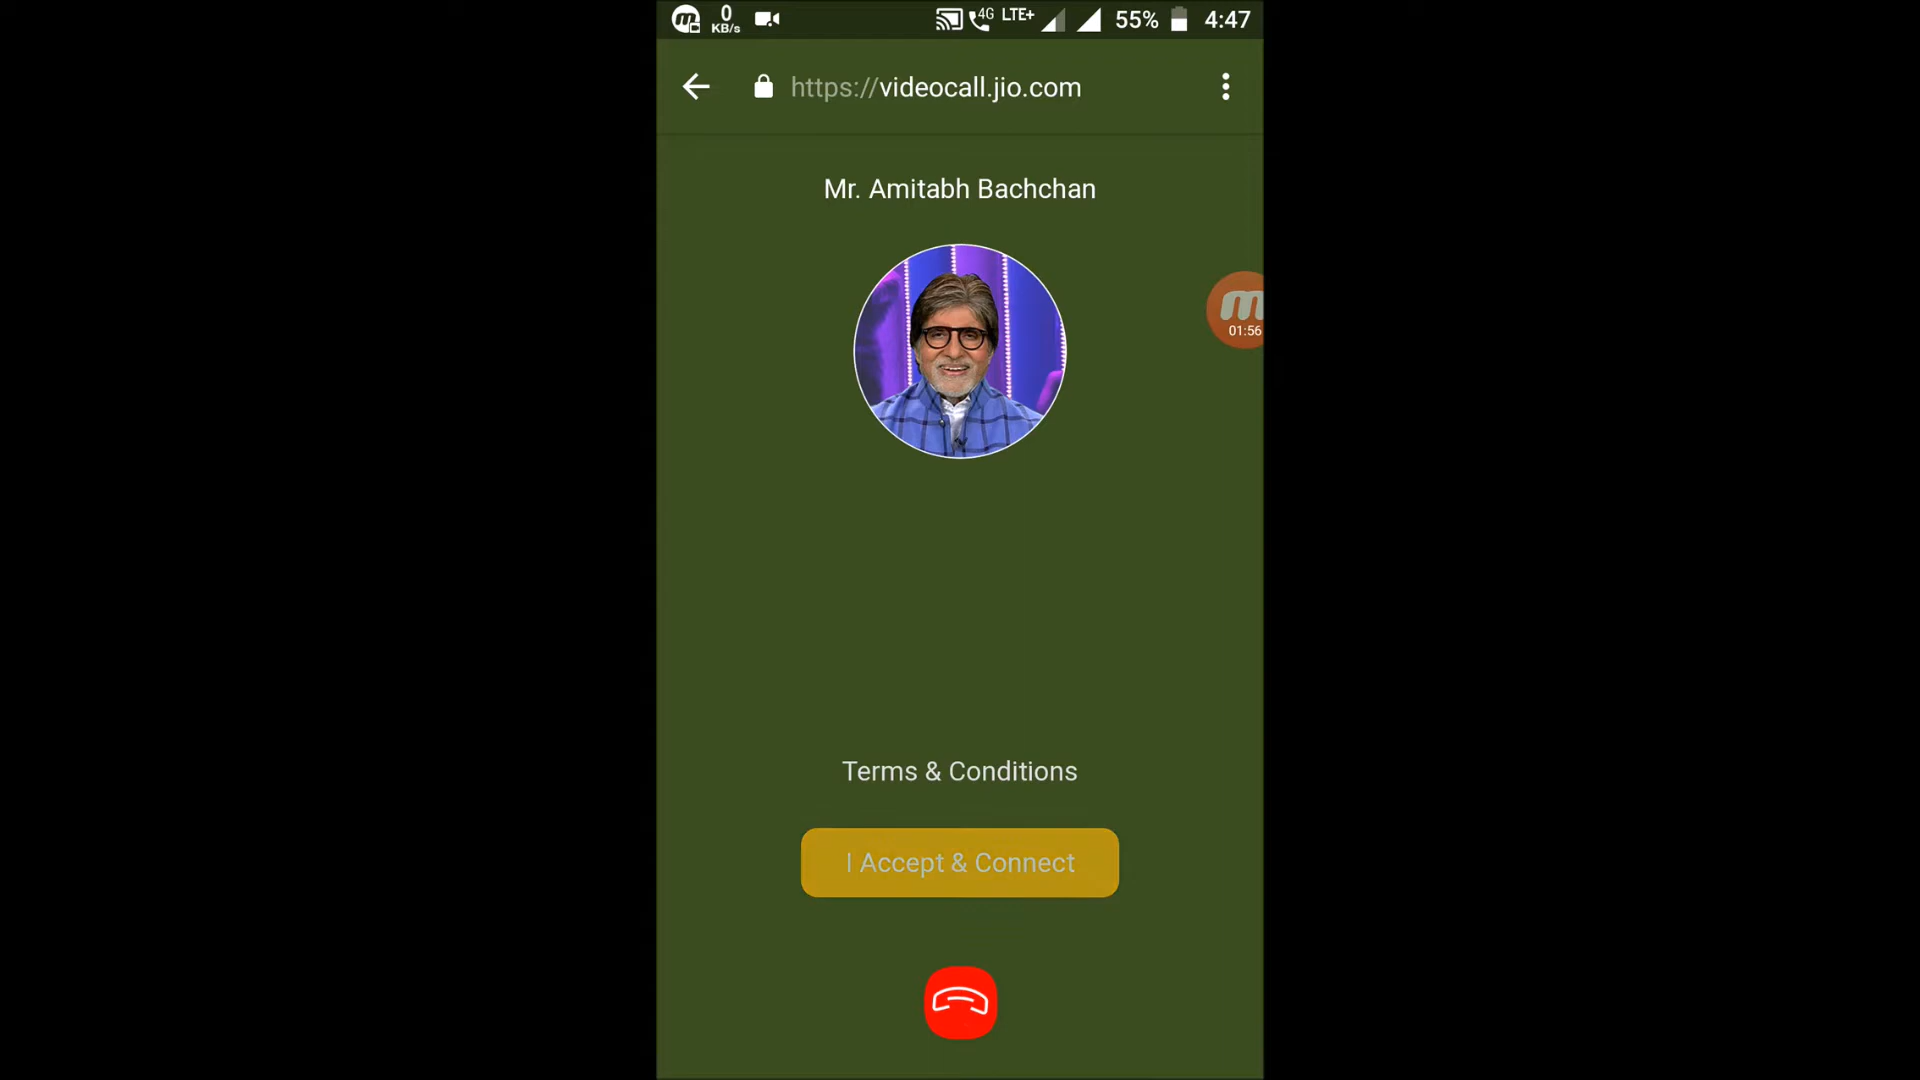 0
KB/s
4G LTE+
55%
4:47
https://videocall.jio.com
Mr. Amitabh Bachchan
01:56
Terms & Conditions
I Accept & Connect